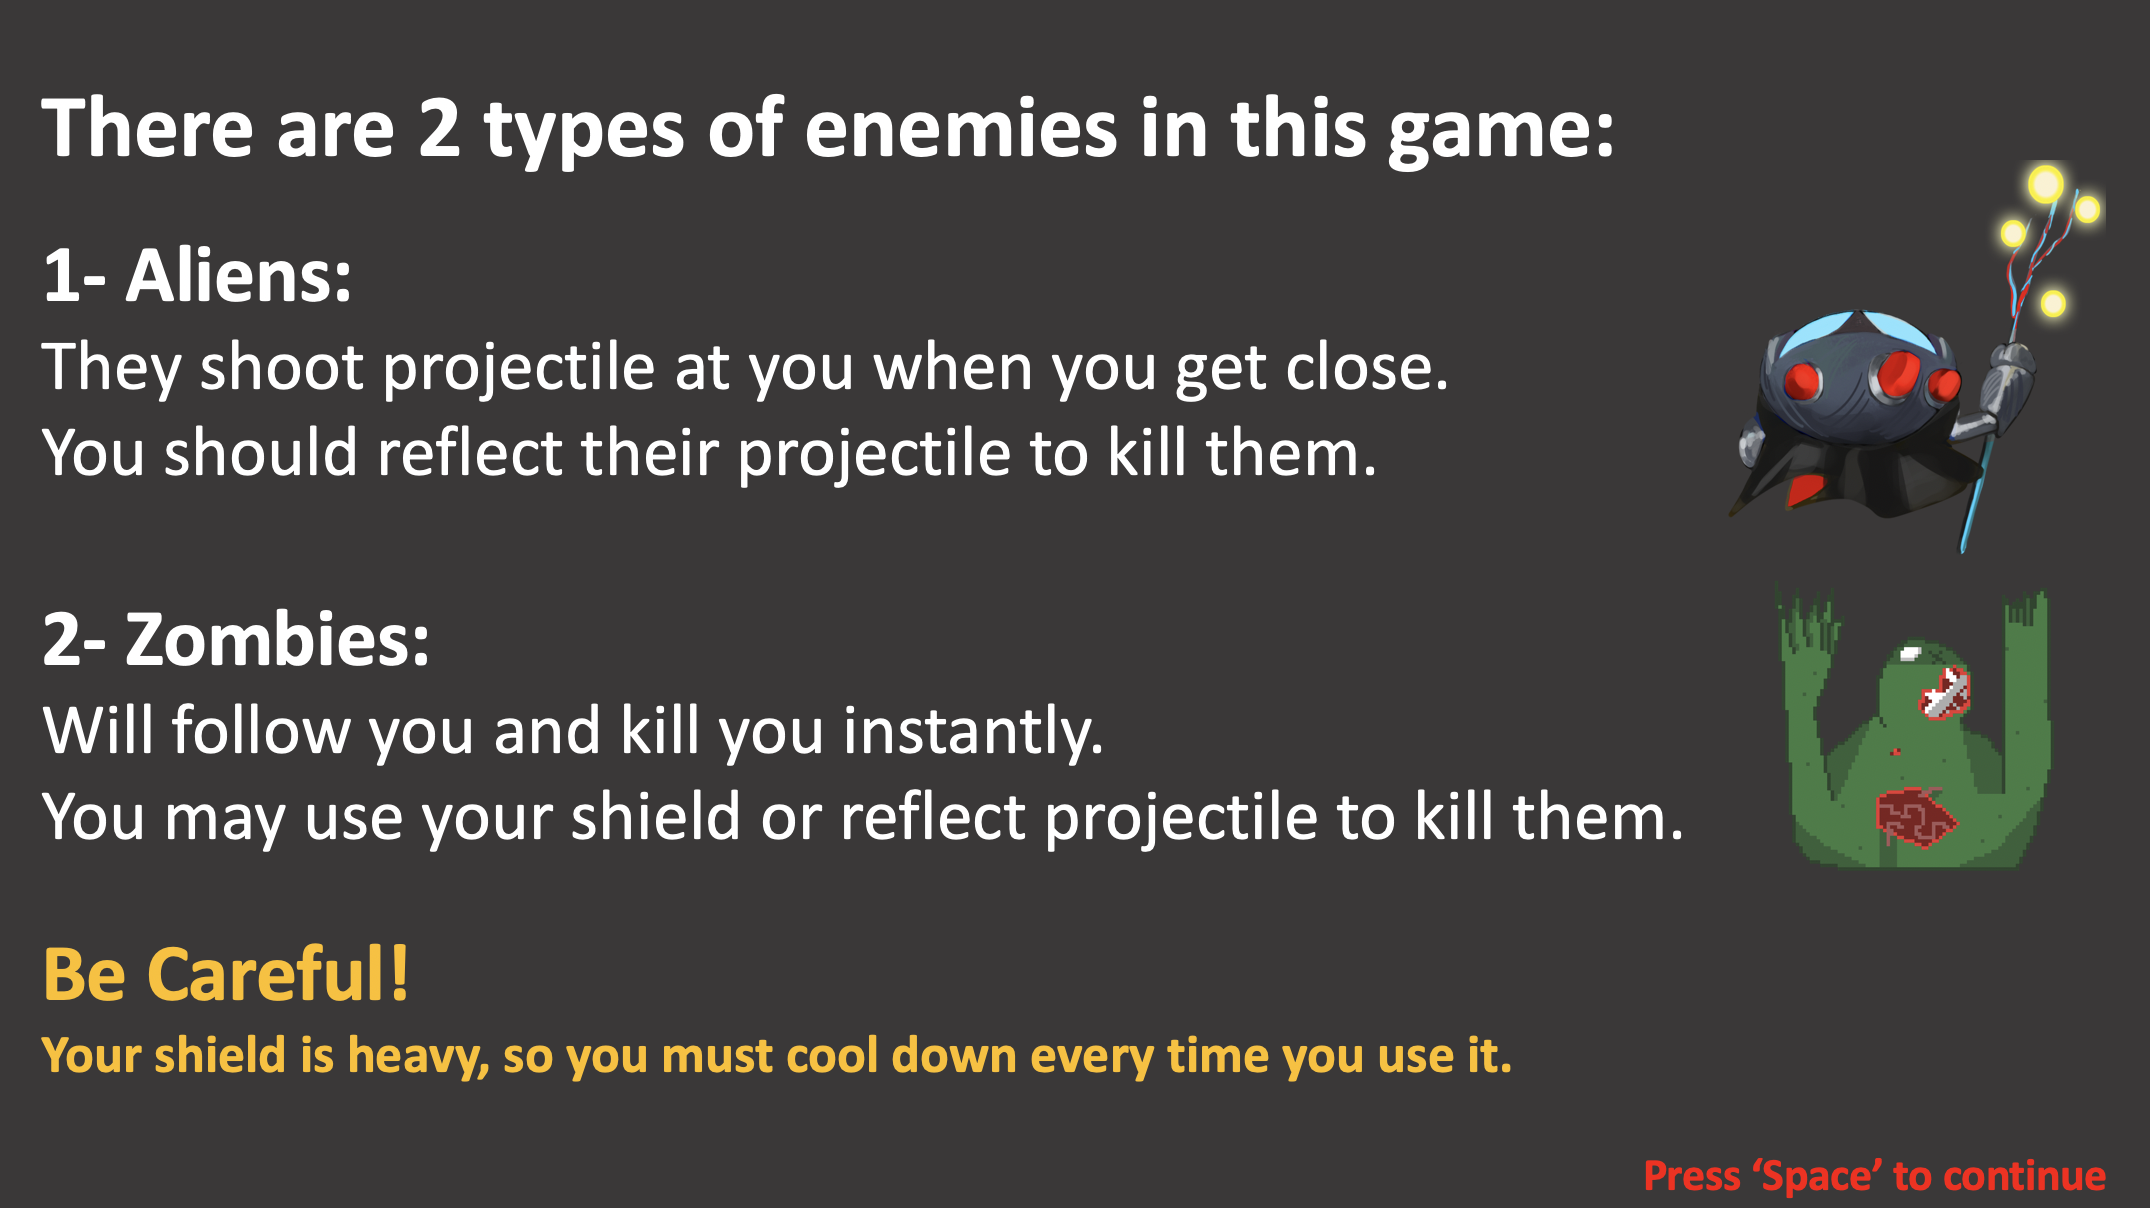 There are 2 types of enemies in this game:
1- Aliens:
They shoot projectile at you when you get close.
You should reflect their projectile to kill them.
2- Zombies:
Will follow you and kill you instantly.
You may use your shield or reflect projectile to kill them.
Be Careful!
Your shield is heavy, so you must cool down every time you use it.
Press ‘Space’ to continue